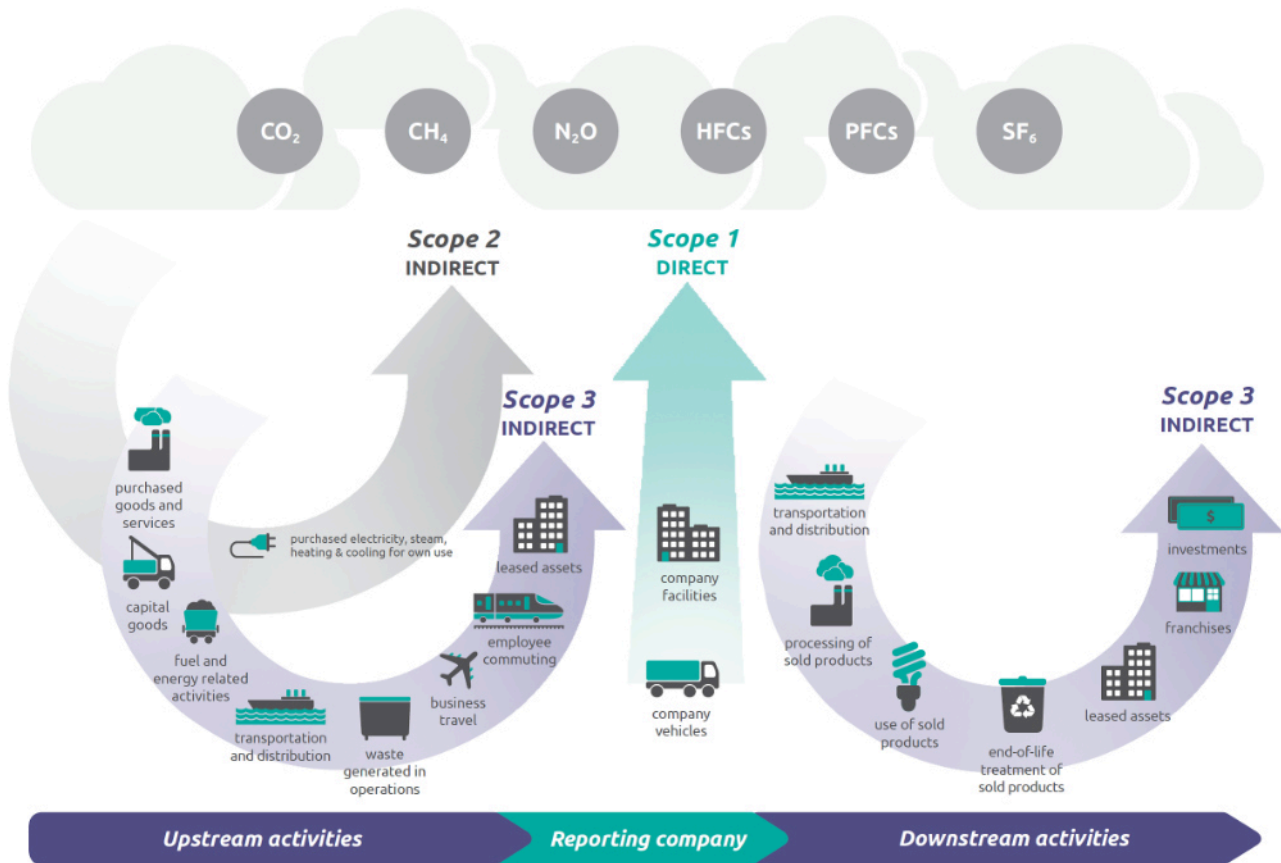 CO₂
CH₄
N₂O
HFCs
PFCs
SF₆
Scope 2
INDIRECT
Scope 1
DIRECT
Scope 3
INDIRECT
Scope 3
INDIRECT
purchased
goods and
services
capital
goods
fuel and
energy related
activities
purchased electricity, steam,
heating & cooling for own use
transportation
and distribution
waste
generated in
operations
business
travel
employee
commuting
leased assets
company
facilities
company
vehicles
transportation
and distribution
processing of
sold products
use of sold
products
end-of-life
treatment of
sold products
leased assets
franchises
$
investments
Upstream activities
Reporting company
Downstream activities